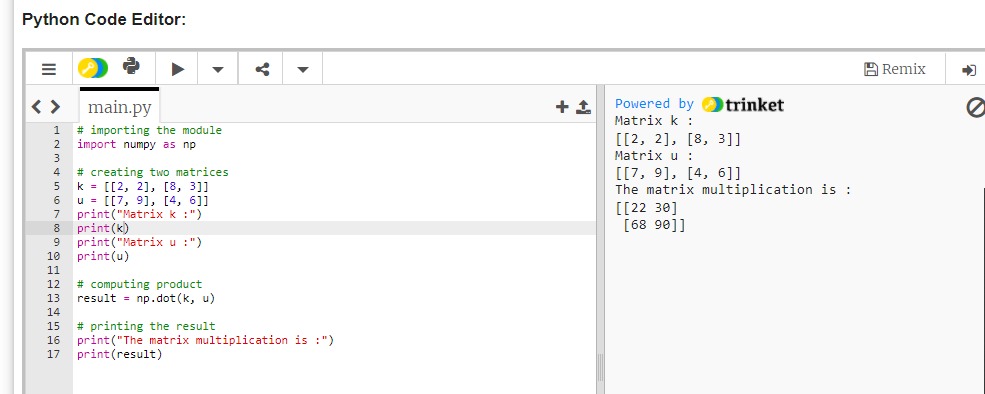 Python Code Editor:
Remix
main.py
1 # importing the module
2 import numpy as np
3
4 # creating two matrices
5 k = [[2, 2], [8, 3]]
6 u = [[7, 9], [4, 6]]
7 print("Matrix k :")
8 print(k)
9 print("Matrix u :")
10 print(u)
11
12 # computing product
13 result = np.dot(k, u)
14
15 # printing the result
16 print("The matrix multiplication is :")
17 print(result)
Powered by trinket
Matrix k :
[[2, 2], [8, 3]]
Matrix u :
[[7, 9], [4, 6]]
The matrix multiplication is :
[[22 30]
 [68 90]]